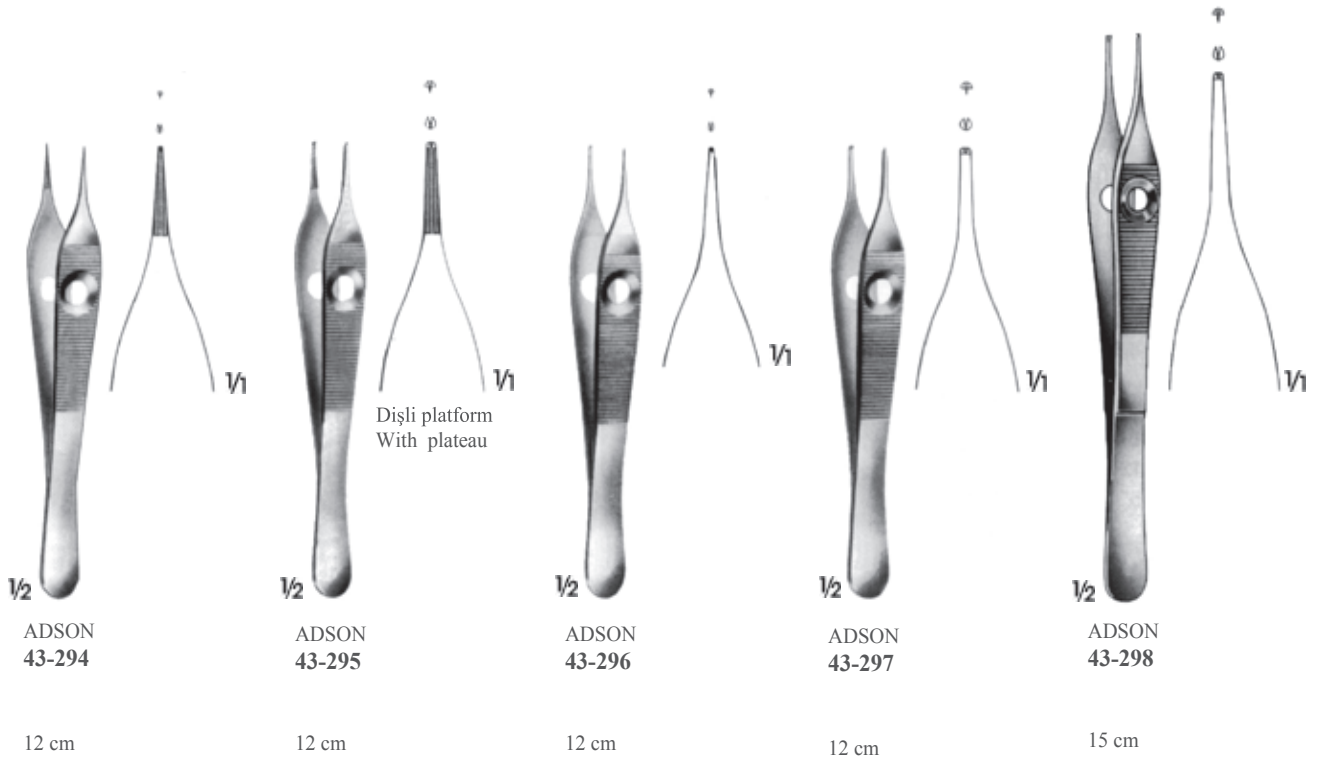 1/1
1/1
1/1
1/1
1/1
Dişli platform
With plateau
1/2
1/2
1/2
1/2
1/2
ADSON
43-294
12 cm
ADSON
43-295
12 cm
ADSON
43-296
12 cm
ADSON
43-297
12 cm
ADSON
43-298
15 cm